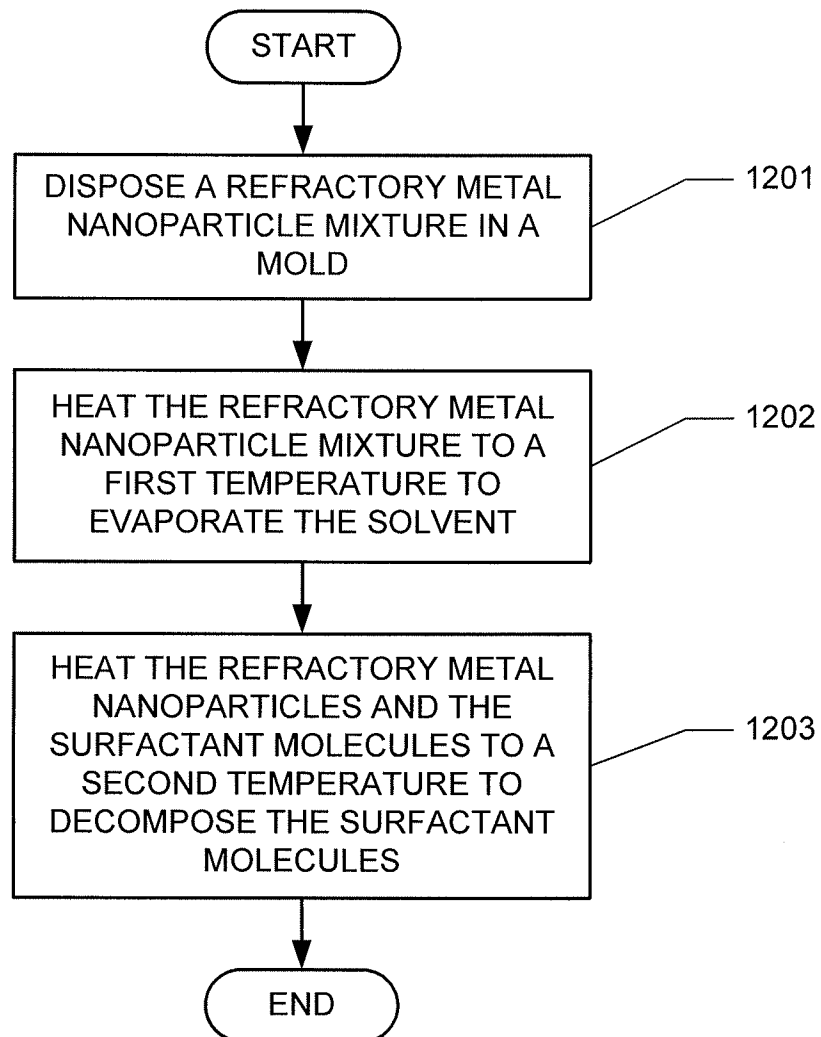 START
DISPOSE A REFRACTORY METAL
NANOPARTICLE MIXTURE IN A
MOLD
1201
HEAT THE REFRACTORY METAL
NANOPARTICLE MIXTURE TO A
FIRST TEMPERATURE TO
EVAPORATE THE SOLVENT
1202
HEAT THE REFRACTORY METAL
NANOPARTICLES AND THE
SURFACTANT MOLECULES TO A
SECOND TEMPERATURE TO
DECOMPOSE THE SURFACTANT
MOLECULES
1203
END